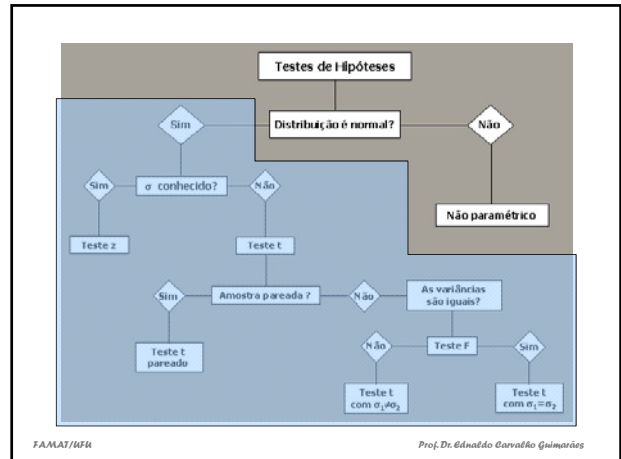 Testes de Hipóteses
Sim
Distribuição é normal?
Não
Sim
σ conhecido?
Não
Não paramétrico
Teste z
Teste t
Sim
Amostra pareada ?
Não
As variâncias
são iguais?
Teste t
pareado
Não
Teste F
Sim
Teste t
com σ₁≠σ₂
Teste t
com σ₁=σ₂
FAMAT/UFU
Prof. Dr. Ednaldo Carvalho Guimarães